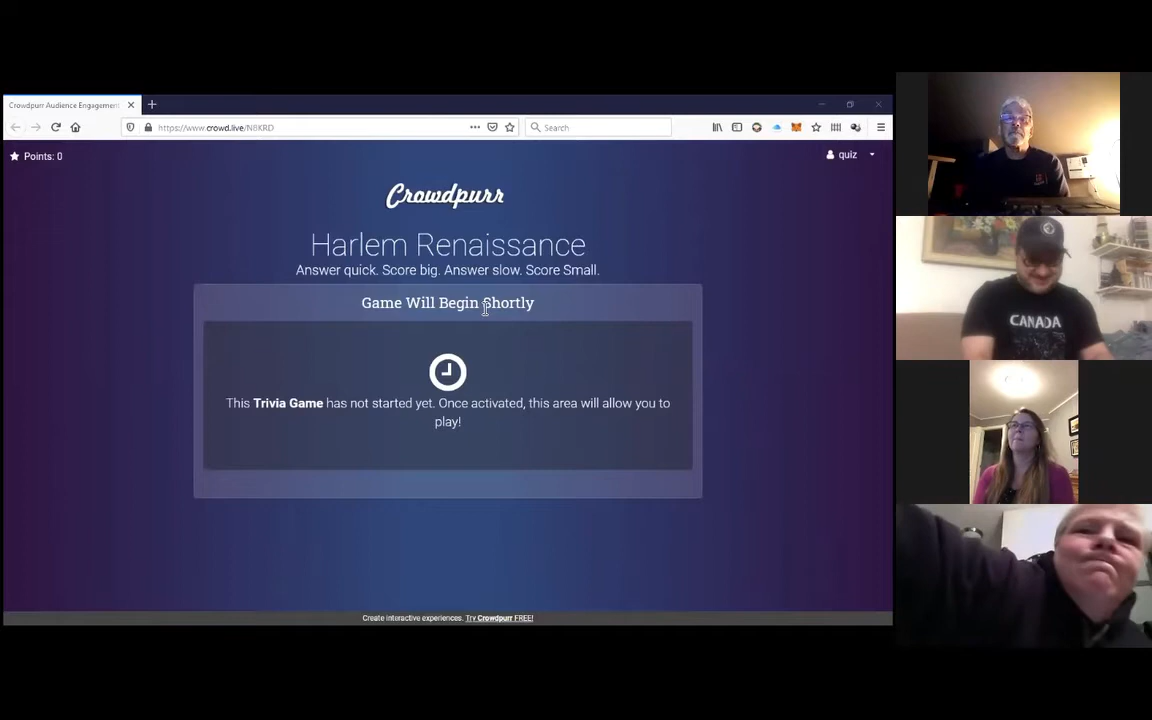 Crowdpurr Audience Engagement
https://www.crowd.live/N8KRD
Search
Points: 0
quiz
Crowdpurr
Harlem Renaissance
Answer quick. Score big. Answer slow. Score Small.
Game Will Begin Shortly
This Trivia Game has not started yet. Once activated, this area will allow you to
play!
Create interactive experiences. Try Crowdpurr FREE!
CANADA